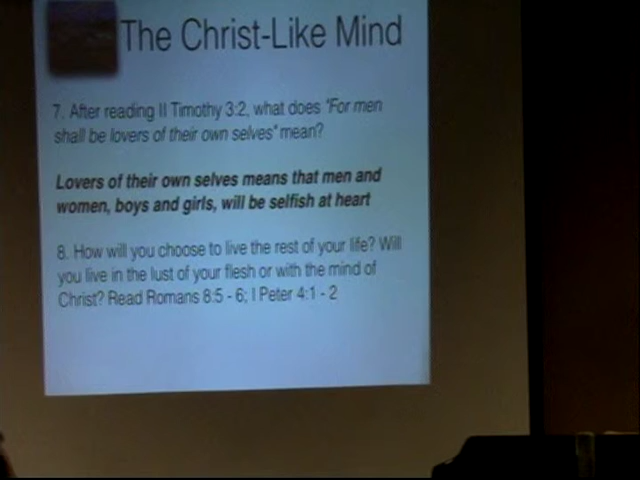 The Christ-Like Mind
7. After reading II Timothy 3:2, what does "For men
shall be lovers of their own selves" mean?
Lovers of their own selves means that men and
women, boys and girls, will be selfish at heart
8. How will you choose to live the rest of your life? Will
you live in the lust of your flesh or with the mind of
Christ? Read Romans 8:5 - 6; I Peter 4:1 - 2